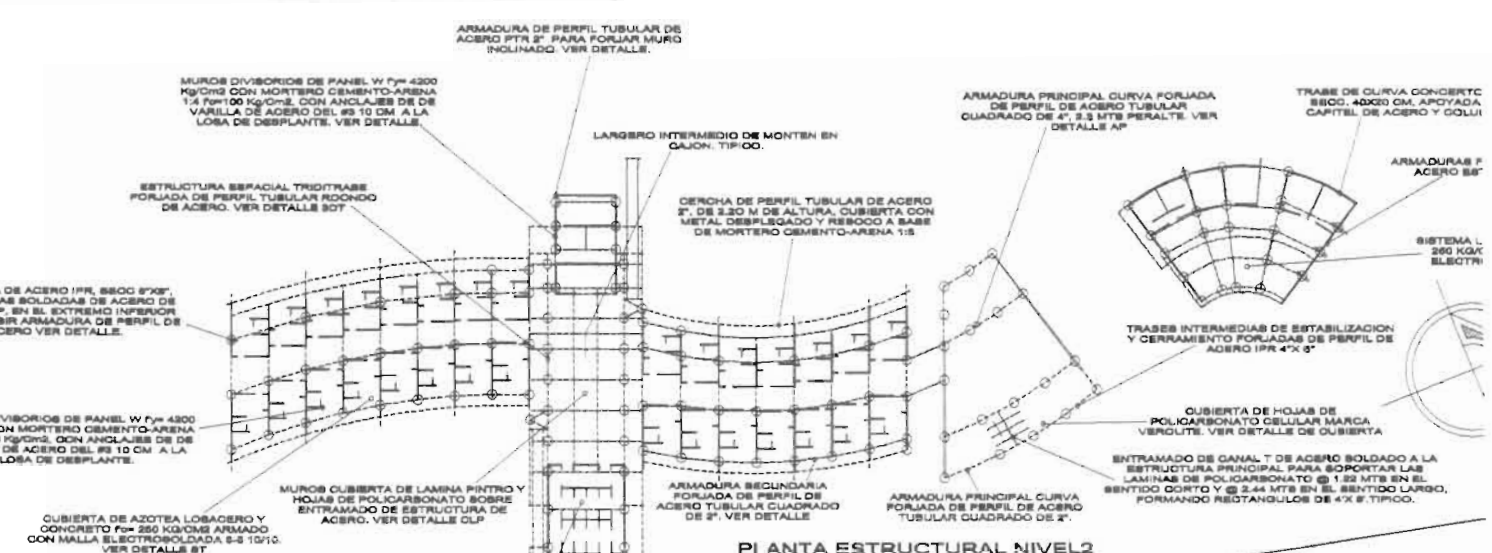 ARMADURA DE PERFIL TUBULAR DE
ACERO PTR 2" PARA FORJAR MURO
INCLINADO. VER DETALLE.
MUROS DIVISORIOS DE PANEL W fy= 4200
Kg/Cm2 CON MORTERO CEMENTO-ARENA
1:4 f'c=100 Kg/Cm2, CON ANCLAJES DE DE
VARILLA DE ACERO DEL #3 10 CM A LA
LOSA DE DESPLANTE. VER DETALLE.
LARGERO INTERMEDIO DE MONTEN EN
CAJON. TIPICO.
ARMADURA PRINCIPAL CURVA FORJADA
DE PERFIL DE ACERO TUBULAR
CUADRADO DE 4", 2.2 MTS PERALTE. VER
DETALLE AP
TRABE DE CURVA CONCRETO
SECC. 40X20 CM, APOYADA
CAPITEL DE ACERO Y
ARMADURAS
ACERO
ESTRUCTURA ESPACIAL TRIDITRABE
FORJADA DE PERFIL TUBULAR ROONDO
DE ACERO. VER DETALLE
CERCHA DE PERFIL TUBULAR DE ACERO
2", DE 2.20 M DE ALTURA, CUBIERTA CON
METAL DESPLEGADO Y REBOCO A BASE
DE MORTERO CEMENTO-ARENA 1:5
SISTEMA
250
DE ACERO IPR, SECC 6"X6",
SOLDADAS DE ACERO DE
EN EL EXTREMO INFERIOR
ARMADURA DE PERFIL DE
VER DETALLE.
TRABES INTERMEDIAS DE ESTABILIZACION
Y CERRAMIENTO FORJADAS DE PERFIL DE
ACERO IPR 4"X 6"
DE PANEL W fy= 4200
MORTERO CEMENTO-ARENA
Kg/Cm2, CON ANCLAJES DE DE
DE ACERO DEL #3 10 CM A LA
LOSA DE DESPLANTE.
CUBIERTA DE HOJAS DE
POLICARBONATO CELULAR MARCA
VEROLITE. VER DETALLE DE CUBIERTA
ENTRAMADO DE CANAL T DE ACERO SOLDADO A LA
ESTRUCTURA PRINCIPAL PARA SOPORTAR LAS
LAMINAS DE POLICARBONATO @ 1.22 MTS EN EL
SENTIDO CORTO Y @ 2.44 MTS EN EL SENTIDO LARGO,
FORMANDO RECTANGULOS DE 4'X 8'.TIPICO.
MUROS CUBIERTA DE LAMINA PINTRO Y
HOJAS DE POLICARBONATO SOBRE
ENTRAMADO DE ESTRUCTURA DE
ACERO. VER DETALLE CLP
ARMADURA SECUNDARIA
FORJADA DE PERFIL DE
ACERO TUBULAR CUADRADO
DE 2". VER DETALLE
ARMADURA PRINCIPAL CURVA
FORJADA DE PERFIL DE ACERO
TUBULAR CUADRADO DE 2".
CUBIERTA DE AZOTEA LOSACERO Y
CONCRETO f'c= 250 KG/CM2 ARMADO
CON MALLA ELECTROSOLDADA 6-6 10/10.
VER DETALLE ST
PLANTA ESTRUCTURAL NIVEL2